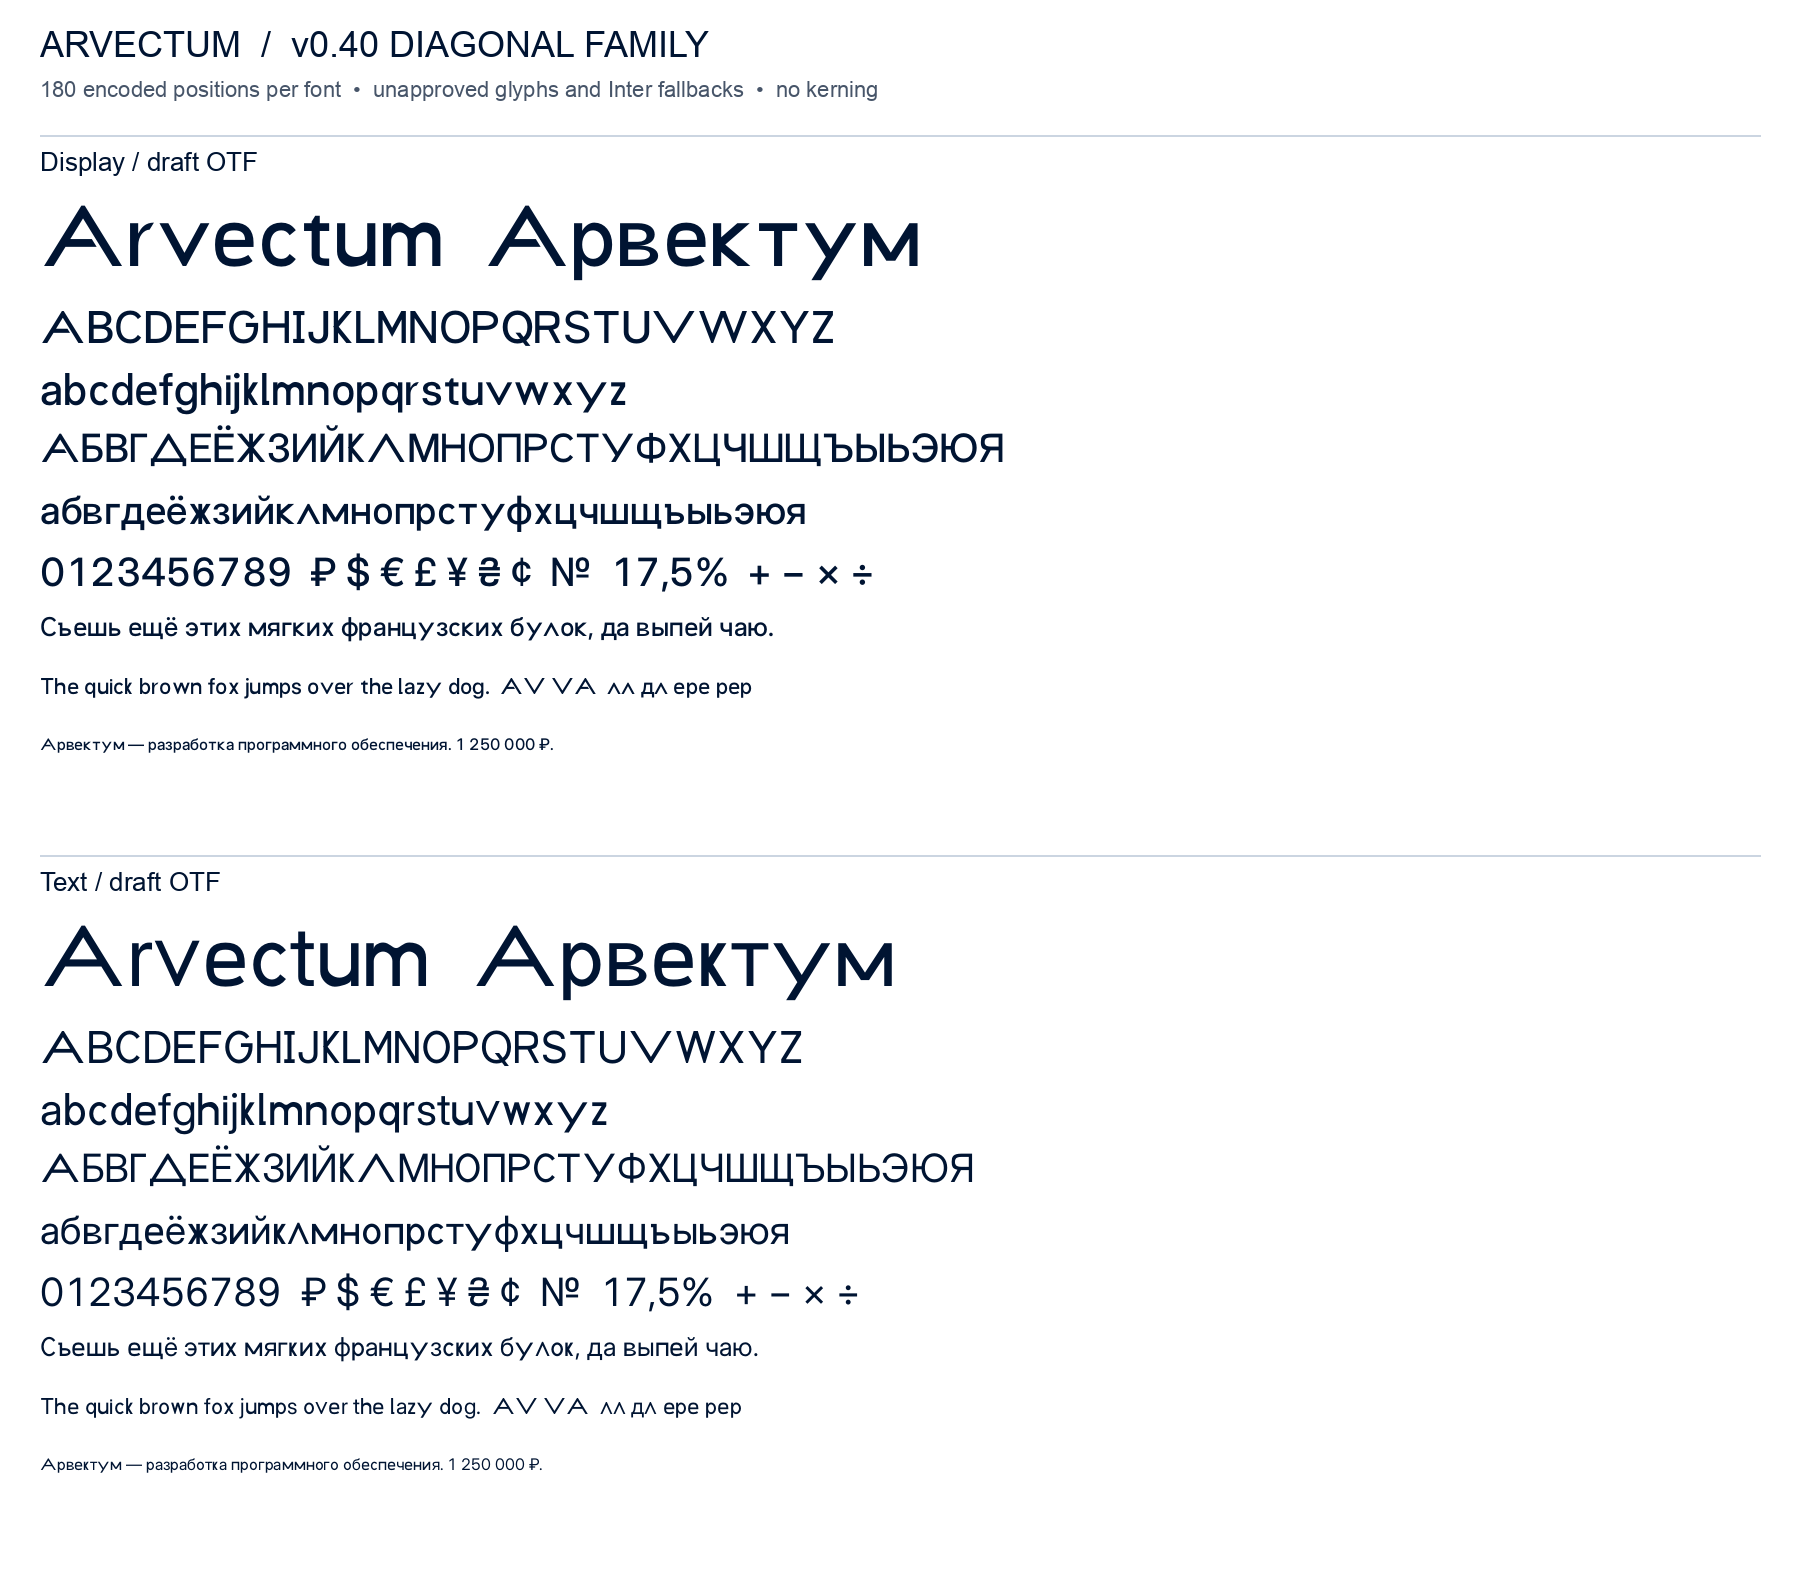 ARVECTUM / v0.40 DIAGONAL FAMILY
180 encoded positions per font • unapproved glyphs and Inter fallbacks • no kerning
Display / draft OTF
Arvectum Арвектум
ABCDEFGHIJKLMNOPQRSTUVWXYZ
abcdefghijklmnopqrstuvwxyz
АБВГДЕЁЖЗИЙКЛМНОПРСТУФХЦЧШЩЪЫЬЭЮЯ
абвгдеёжзийклмнопрстуфхцчшщъыьэюя
0123456789 ₽ $ € £ ¥ ₴ ¢ № 17,5% + − × ÷
Съешь ещё этих мягких французских булок, да выпей чаю.
The quick brown fox jumps over the lazy dog. AV VA лл дл ере рер
Арвектум — разработка программного обеспечения. 1 250 000 ₽.
Text / draft OTF
Arvectum Арвектум
ABCDEFGHIJKLMNOPQRSTUVWXYZ
abcdefghijklmnopqrstuvwxyz
АБВГДЕЁЖЗИЙКЛМНОПРСТУФХЦЧШЩЪЫЬЭЮЯ
абвгдеёжзийклмнопрстуфхцчшщъыьэюя
0123456789 ₽ $ € £ ¥ ₴ ¢ № 17,5% + − × ÷
Съешь ещё этих мягких французских булок, да выпей чаю.
The quick brown fox jumps over the lazy dog. AV VA лл дл ере рер
Арвектум — разработка программного обеспечения. 1 250 000 ₽.